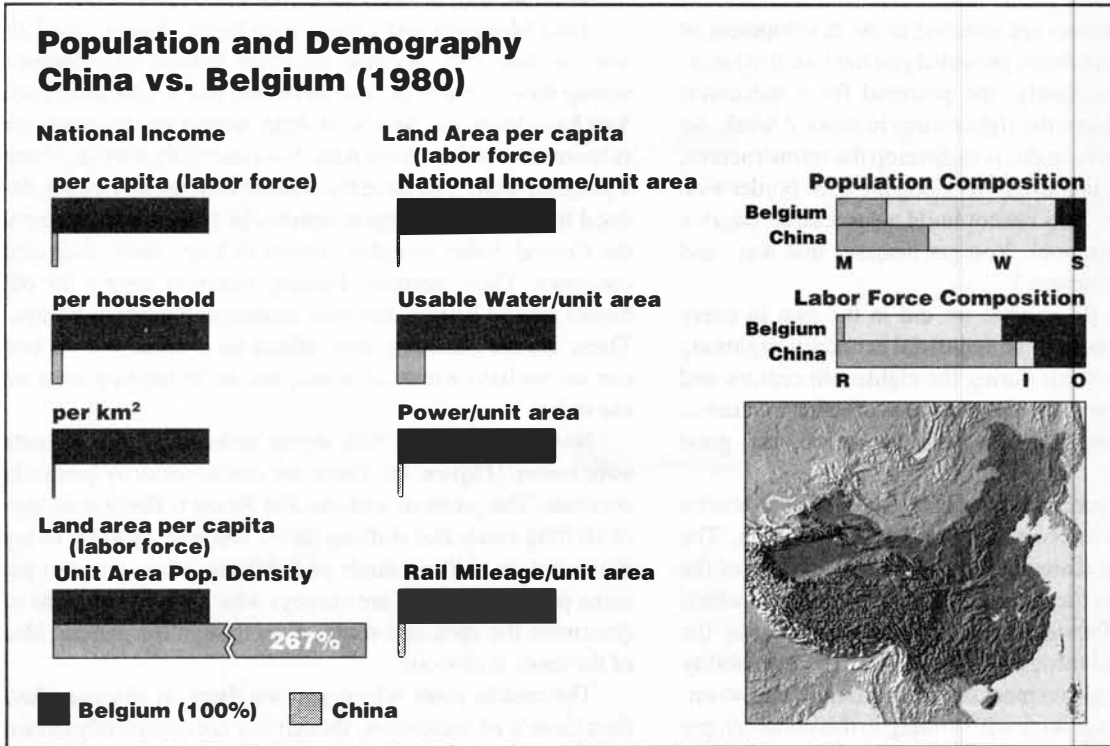 Population and Demography
China vs. Belgium (1980)
National Income
per capita (labor force)
per household
per km²
Land area per capita
(labor force)
Unit Area Pop. Density
267%
Belgium (100%)
China
Land Area per capita
(labor force)
National Income/unit area
Usable Water/unit area
Power/unit area
Rail Mileage/unit area
Population Composition
Belgium
China
M W S
Labor Force Composition
Belgium
China
R I O